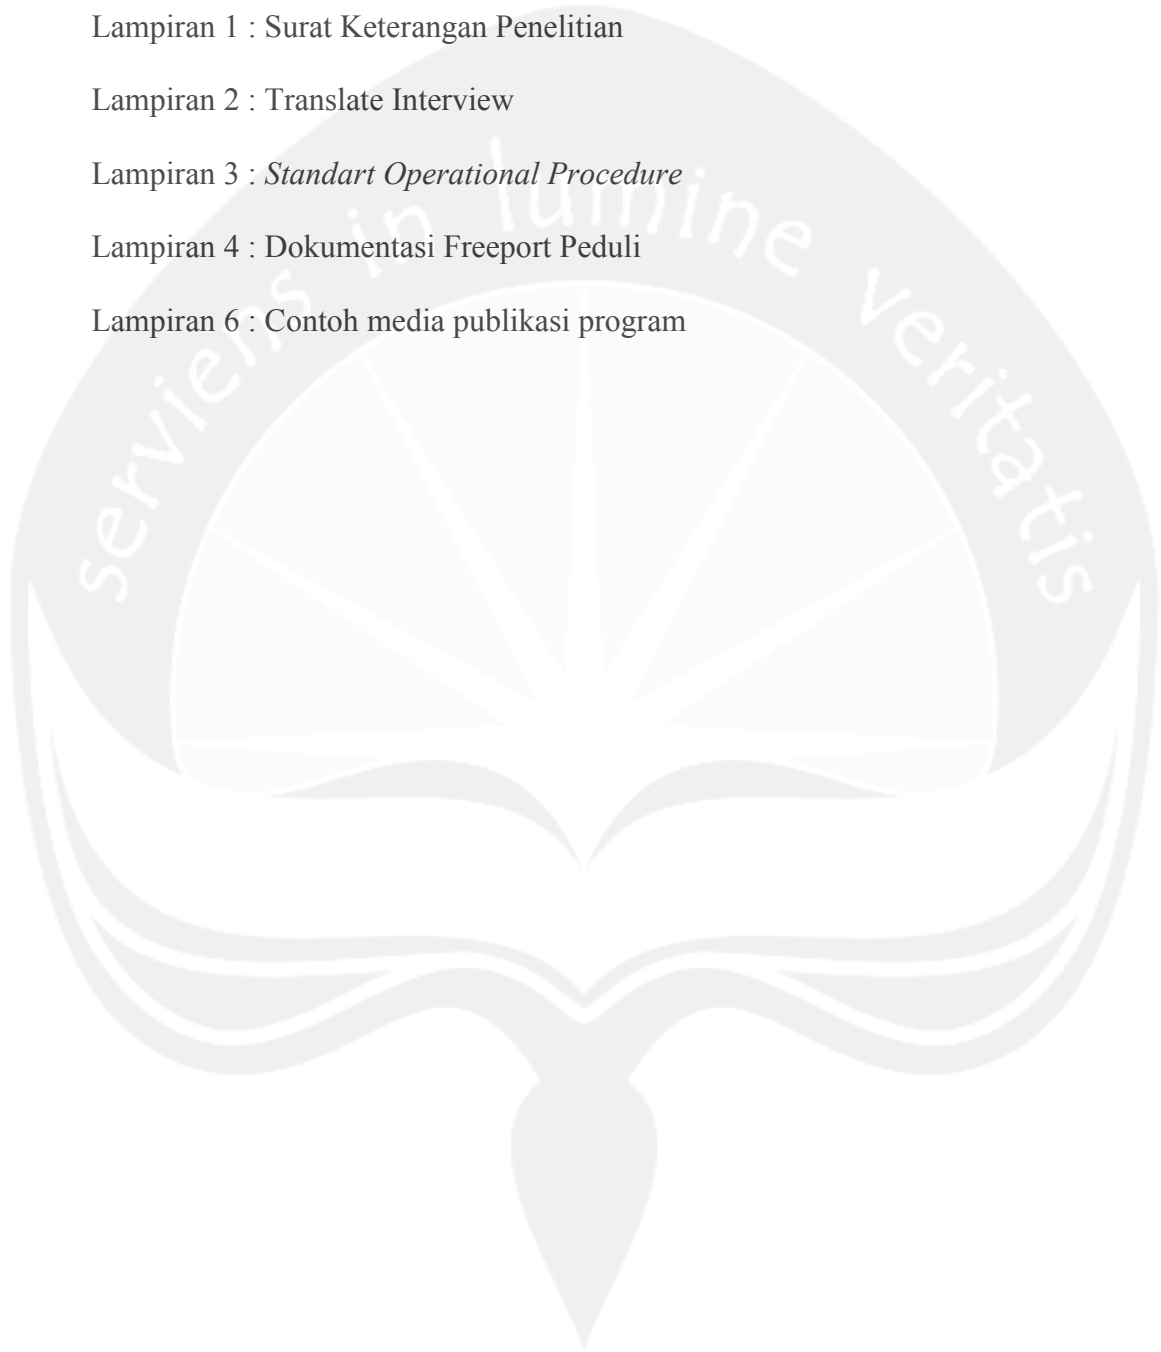 Lampiran 1 : Surat Keterangan Penelitian
Lampiran 2 : Translate Interview
Lampiran 3 : Standart Operational Procedure
Lampiran 4 : Dokumentasi Freeport Peduli
Lampiran 6 : Contoh media publikasi program
serviens in lumine veritatis